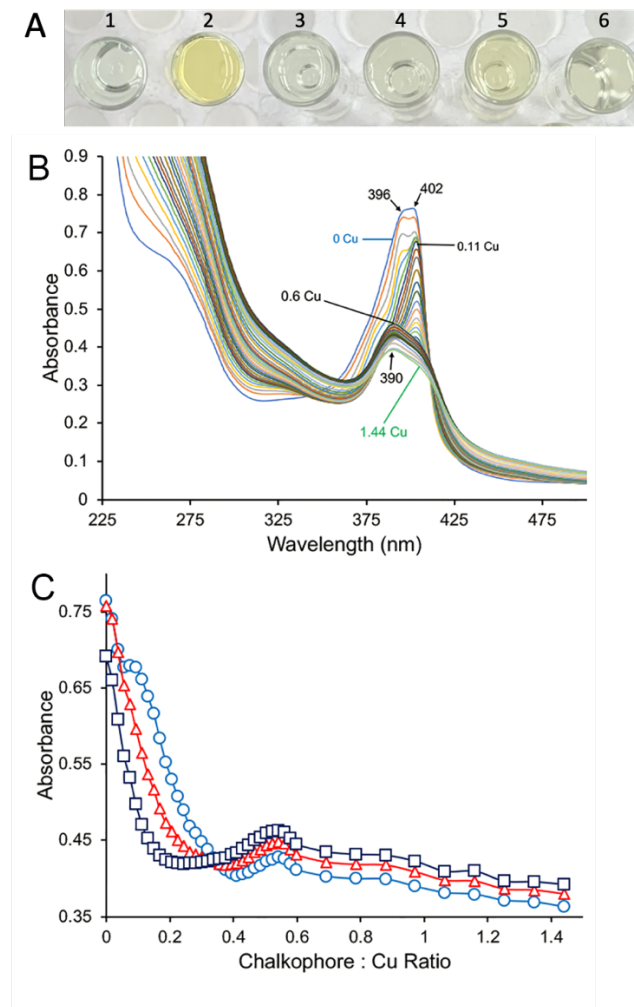 A
1 2 3 4 5 6
B
0.9
0.8
0.7
0.6
0.5
0.4
0.3
0.2
0.1
0
Absorbance
396 402
0 Cu
0.11 Cu
0.6 Cu
390
1.44 Cu
225 275 325 375 425 475
Wavelength (nm)
C
0.75
0.65
0.55
0.45
0.35
Absorbance
0 0.2 0.4 0.6 0.8 1 1.2 1.4
Chalkophore : Cu Ratio